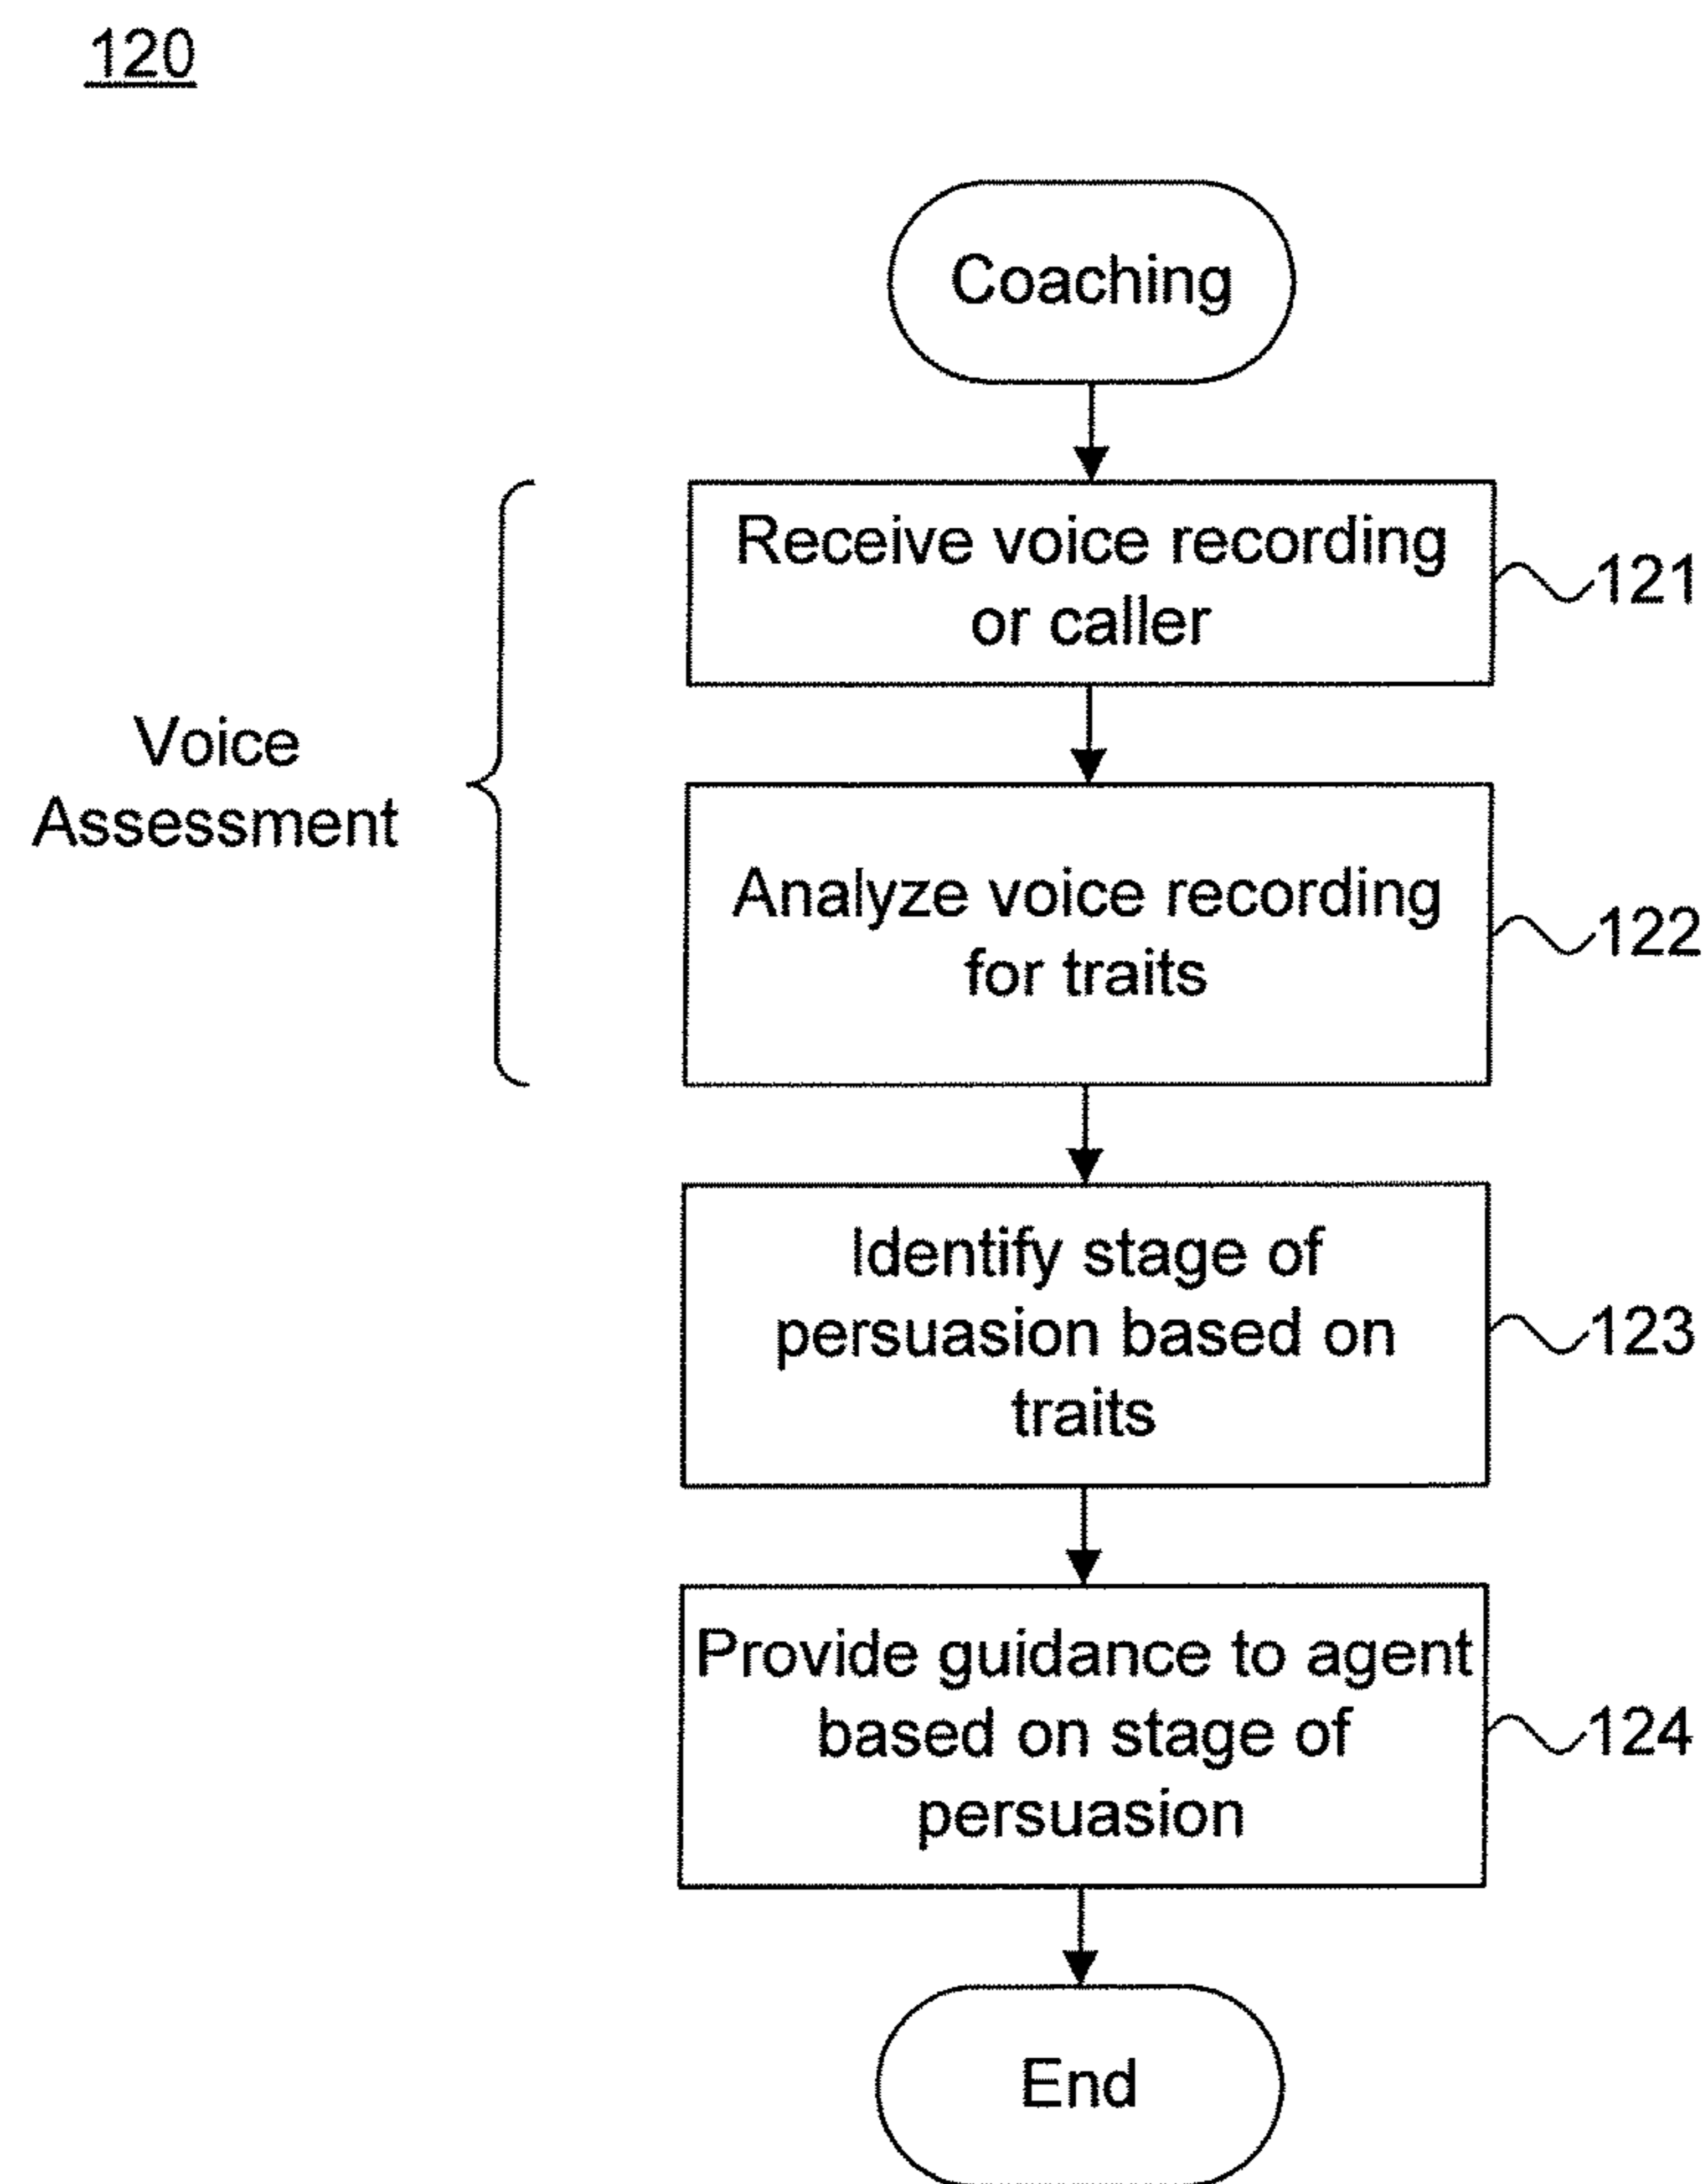 120
Coaching
Receive voice recording
or caller
121
Voice
Assessment
Analyze voice recording
for traits
122
Identify stage of
persuasion based on
traits
123
Provide guidance to agent
based on stage of
persuasion
124
End